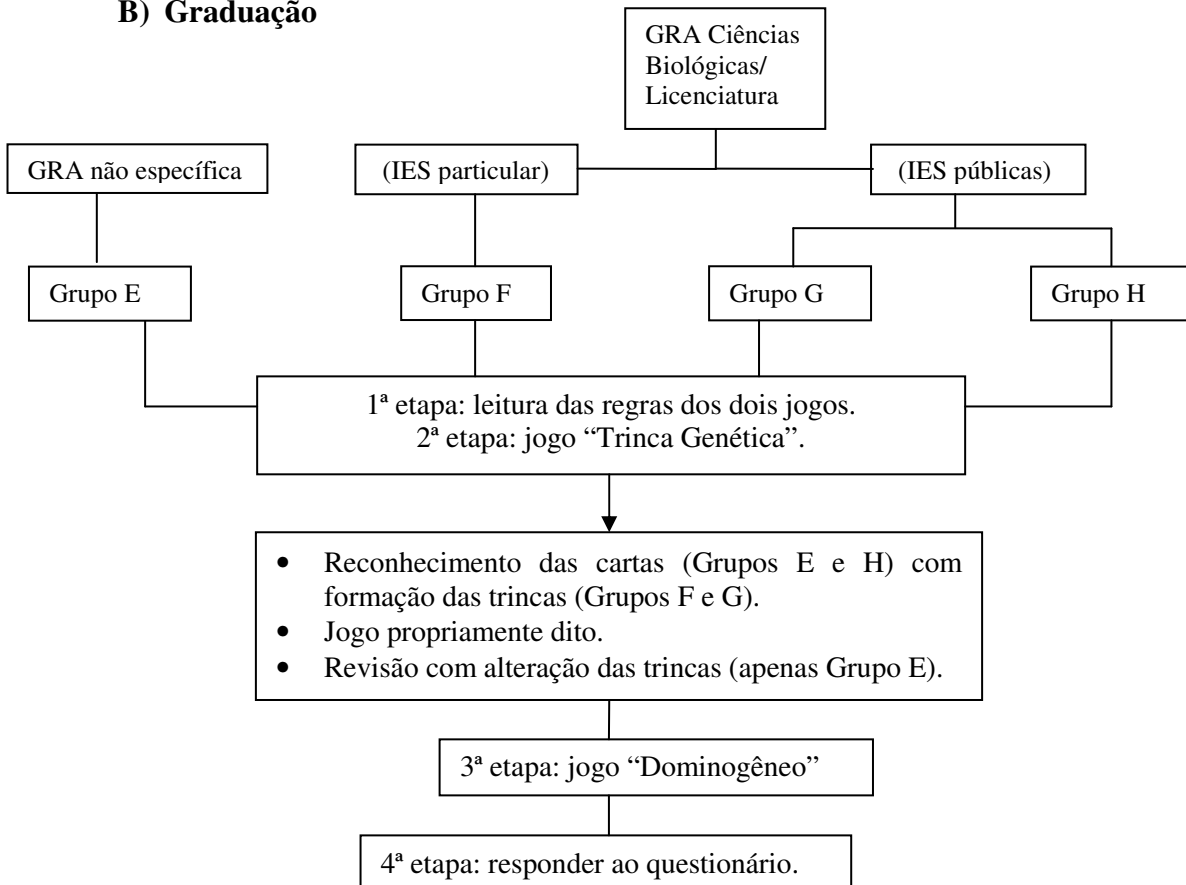 B) Graduação
GRA Ciências
Biológicas/
Licenciatura
GRA não específica
(IES particular)
(IES públicas)
Grupo E
Grupo F
Grupo G
Grupo H
1ª etapa: leitura das regras dos dois jogos.
2ª etapa: jogo “Trinca Genética”.
• Reconhecimento das cartas (Grupos E e H) com
formação das trincas (Grupos F e G).
• Jogo propriamente dito.
• Revisão com alteração das trincas (apenas Grupo E).
3ª etapa: jogo “Dominogêneo”
4ª etapa: responder ao questionário.